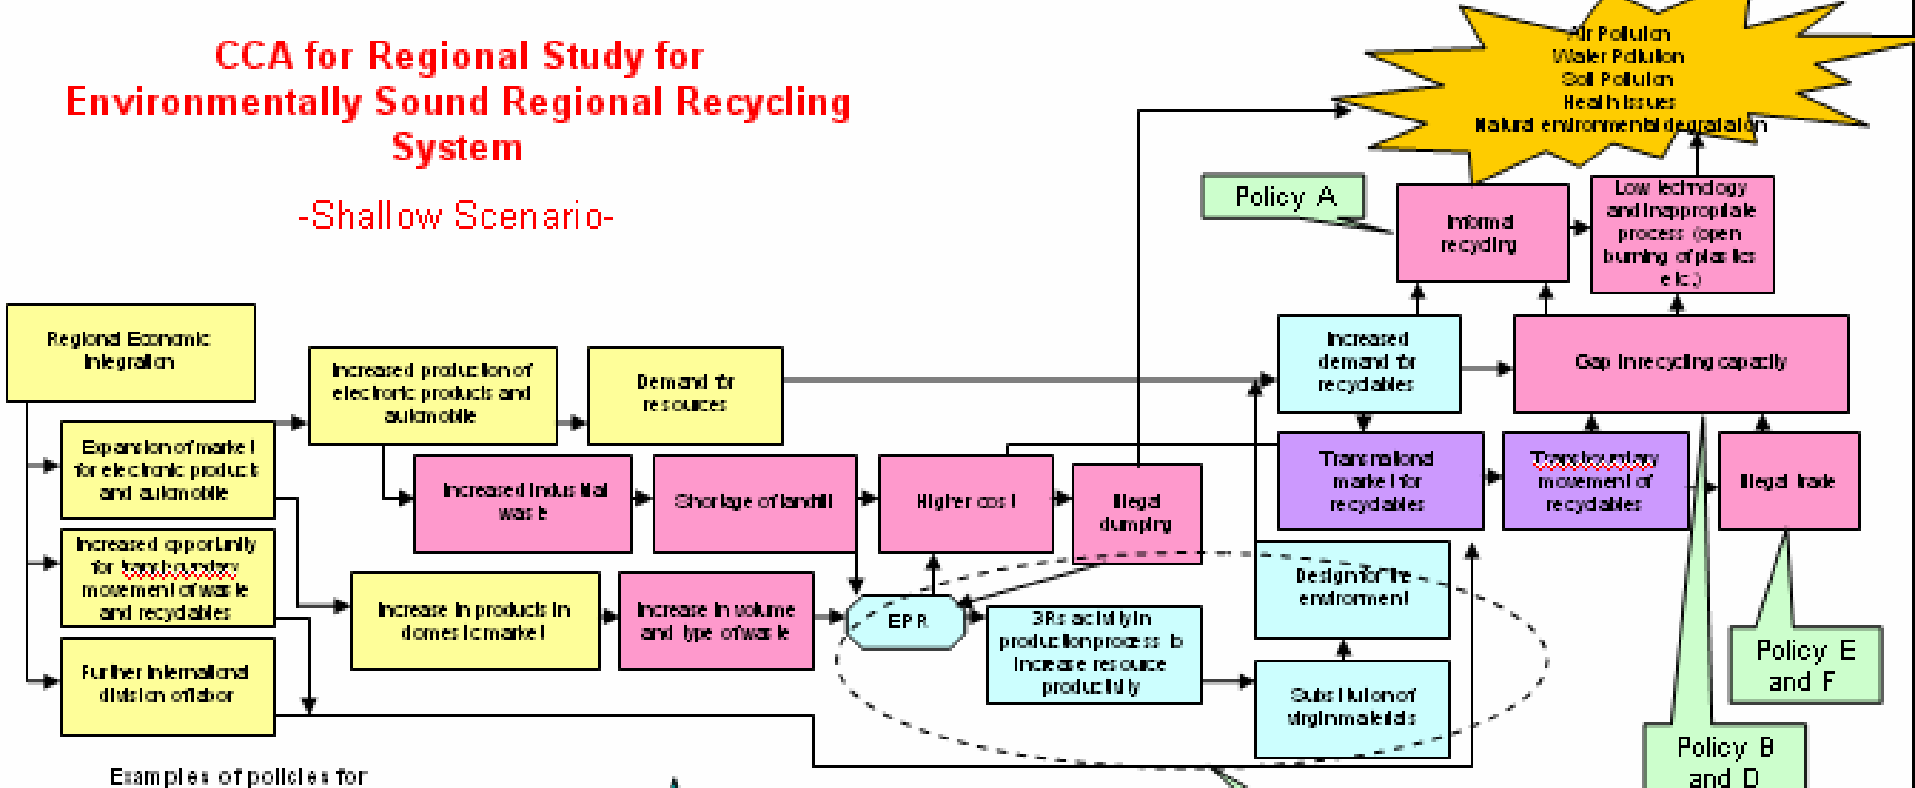 CCA for Regional Study for
Environmentally Sound Regional Recycling
System
-Shallow Scenario-
Air Pollution
Water Pollution
Soil Pollution
Health Issues
Natural environmental degradation
Policy A
Informal
recycling
Low technology
and inappropriate
process (open
burning of plastics
etc.)
Regional Economic
Integration
Increased production of
electronic products and
automobile
Demand for
resources
Increased
demand for
recyclables
Gap in recycling capacity
Expansion of market
for electronic products
and automobile
Increased industrial
waste
Shortage of landfill
Higher cost
Illegal
dumping
Transnational
market for
recyclables
Transboundary
movement of
recyclables
Illegal trade
Increased opportunity
for transboundary
movement of waste
and recyclables
Increase in products in
domestic market
Increase in volume
and type of waste
EPR
3Rs activity in
production process to
increase resource
productivity
Design for the
environment
Substitution of
virgin materials
Further international
division of labor
Policy E
and F
Policy B
and D
Examples of policies for